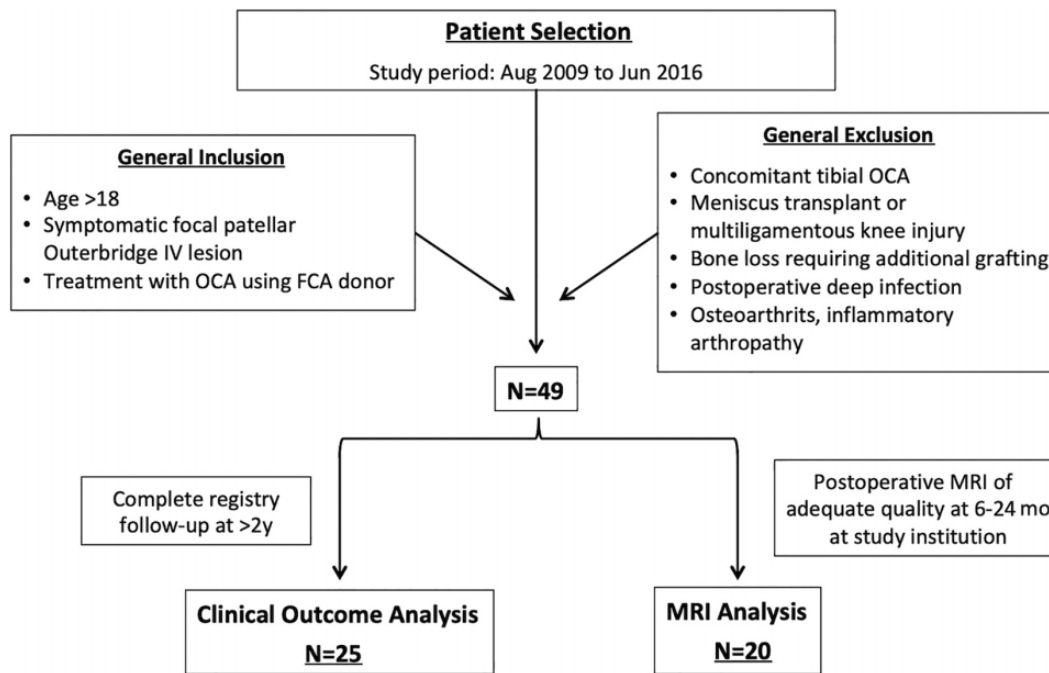 Patient Selection
Study period: Aug 2009 to Jun 2016
General Inclusion
• Age >18
• Symptomatic focal patellar
Outerbridge IV lesion
• Treatment with OCA using FCA donor
General Exclusion
• Concomitant tibial OCA
• Meniscus transplant or
multiligamentous knee injury
• Bone loss requiring additional grafting
• Postoperative deep infection
• Osteoarthrits, inflammatory
arthropathy
N=49
Complete registry
follow-up at >2y
Postoperative MRI of
adequate quality at 6-24 mo
at study institution
Clinical Outcome Analysis
N=25
MRI Analysis
N=20